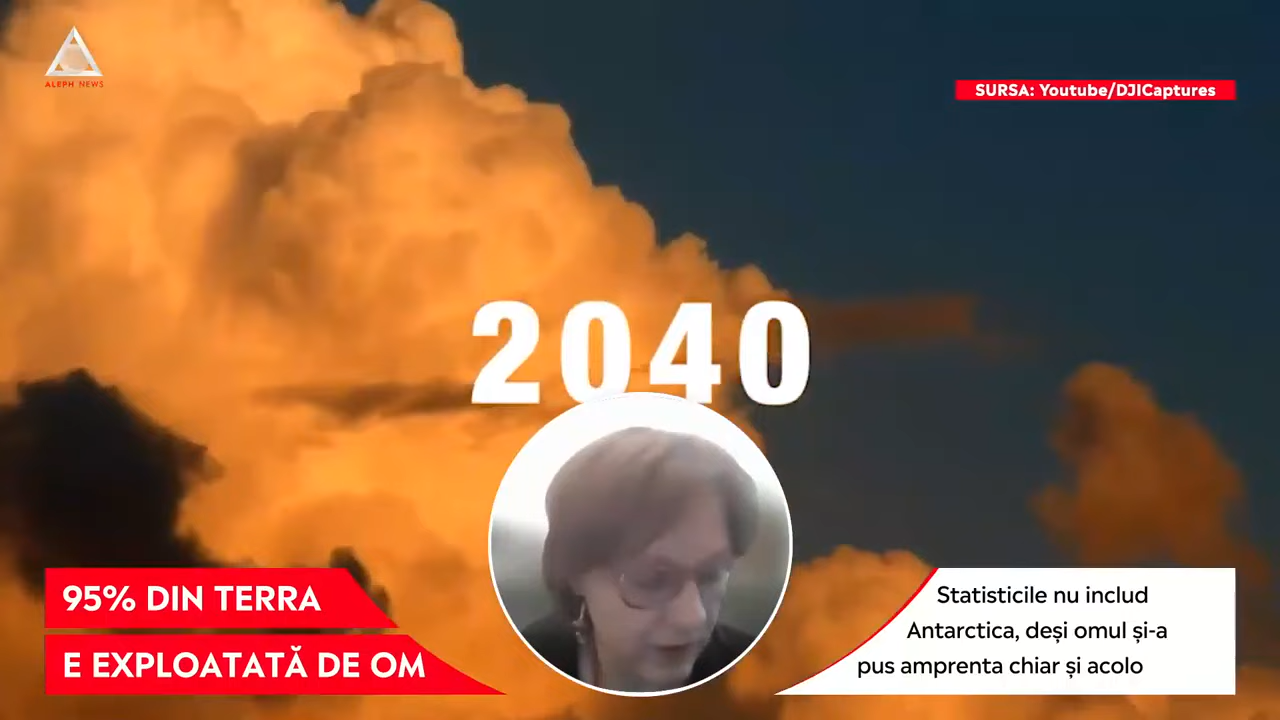 ALEPH NEWS
SURSA: Youtube/DJICaptures
2040
95% DIN TERRA
E EXPLOATATĂ DE OM
Statisticile nu includ
Antarctica, deși omul și-a
pus amprenta chiar și acolo